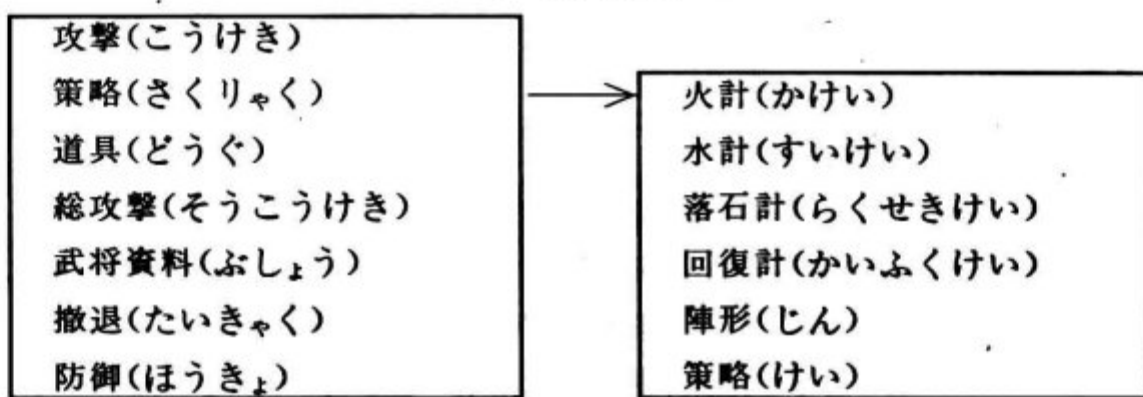 攻撃(こうけき)
策略(さくりゃく)
道具(どうぐ)
総攻撃(そうこうけき)
武将資料(ぶしょう)
撤退(たいきゃく)
防御(ほうきょ)
火計(かけい)
水計(すいけい)
落石計(らくせきけい)
回復計(かいふくけい)
陣形(じん)
策略(けい)